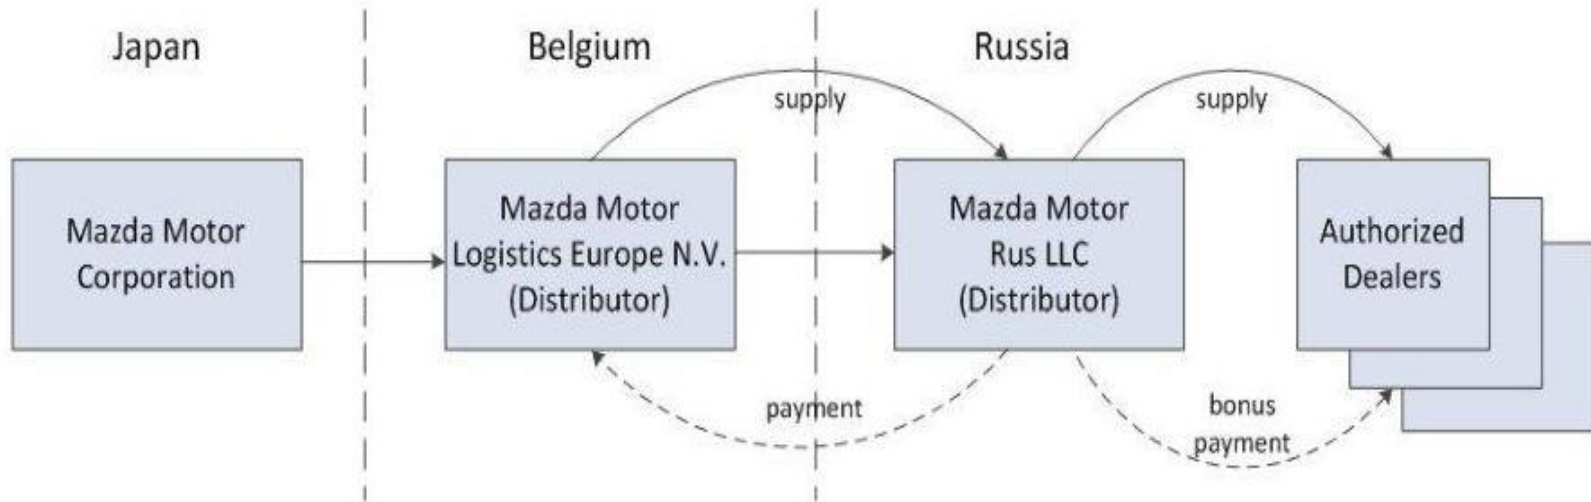 Japan
Belgium
Russia
supply
supply
Mazda Motor
Corporation
Mazda Motor
Logistics Europe N.V.
(Distributor)
Mazda Motor
Rus LLC
(Distributor)
Authorized
Dealers
payment
bonus
payment